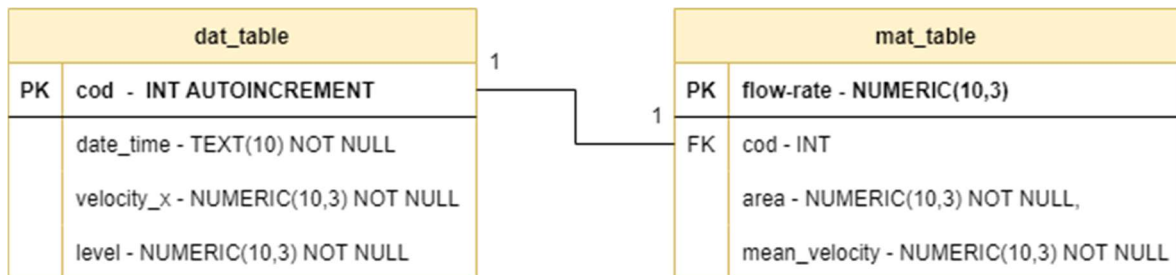 dat_table
PK cod - INT AUTOINCREMENT
date_time - TEXT(10) NOT NULL
velocity_x - NUMERIC(10,3) NOT NULL
level - NUMERIC(10,3) NOT NULL
1
1
mat_table
PK flow-rate - NUMERIC(10,3)
FK cod - INT
area - NUMERIC(10,3) NOT NULL,
mean_velocity - NUMERIC(10,3) NOT NULL